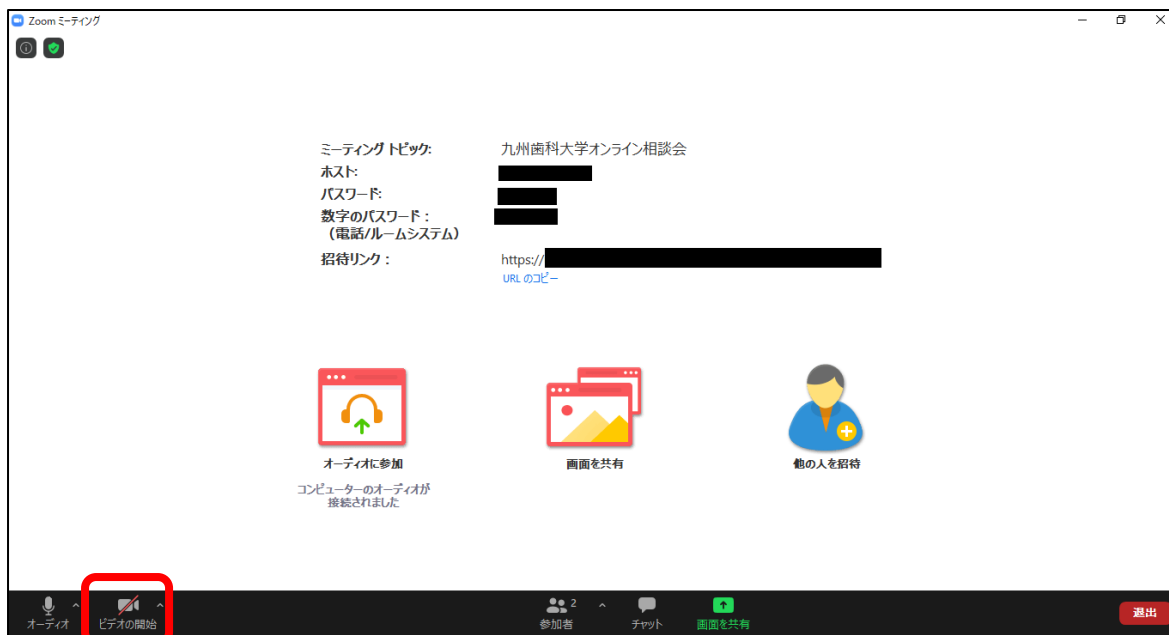 Zoom ミーティング
ミーティング トピック: 九州歯科大学オンライン相談会
ホスト:
パスワード:
数字のパスワード：
（電話/ルームシステム）
招待リンク： https://
URL のコピー
オーディオに参加 画面を共有 他の人を招待
コンピューターのオーディオが
接続されました
2
オーディオ ビデオの開始 参加者 チャット 画面を共有 退出